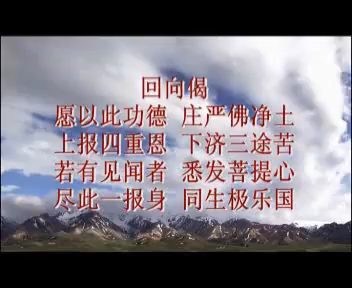 回向偈
愿以此功德 庄严佛净土
上报四重恩 下济三途苦
若有见闻者 悉发菩提心
尽此一报身 同生极乐国